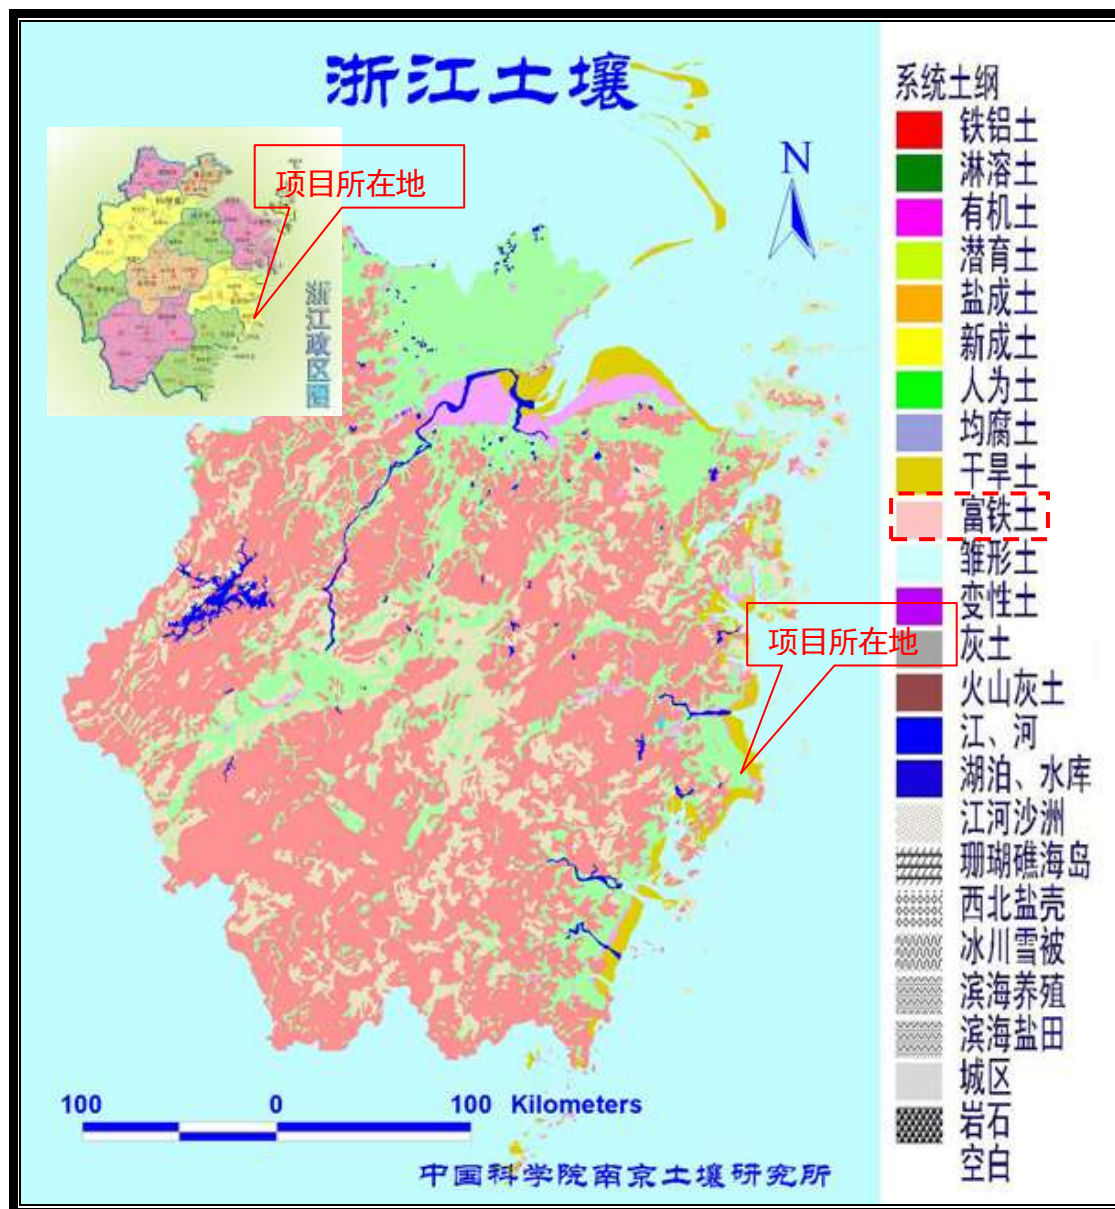 浙江土壤
项目所在地
浙江政区图
N
项目所在地
系统土纲
铁铝土
淋溶土
有机土
潜育土
盐成土
新成土
人为土
均腐土
干旱土
富铁土
雏形土
变性土
灰土
火山灰土
江、河
湖泊、水库
江河沙洲
珊瑚礁海岛
西北盐壳
冰川雪被
滨海养殖
滨海盐田
城区
岩石
空白
100 0 100 Kilometers
中国科学院南京土壤研究所